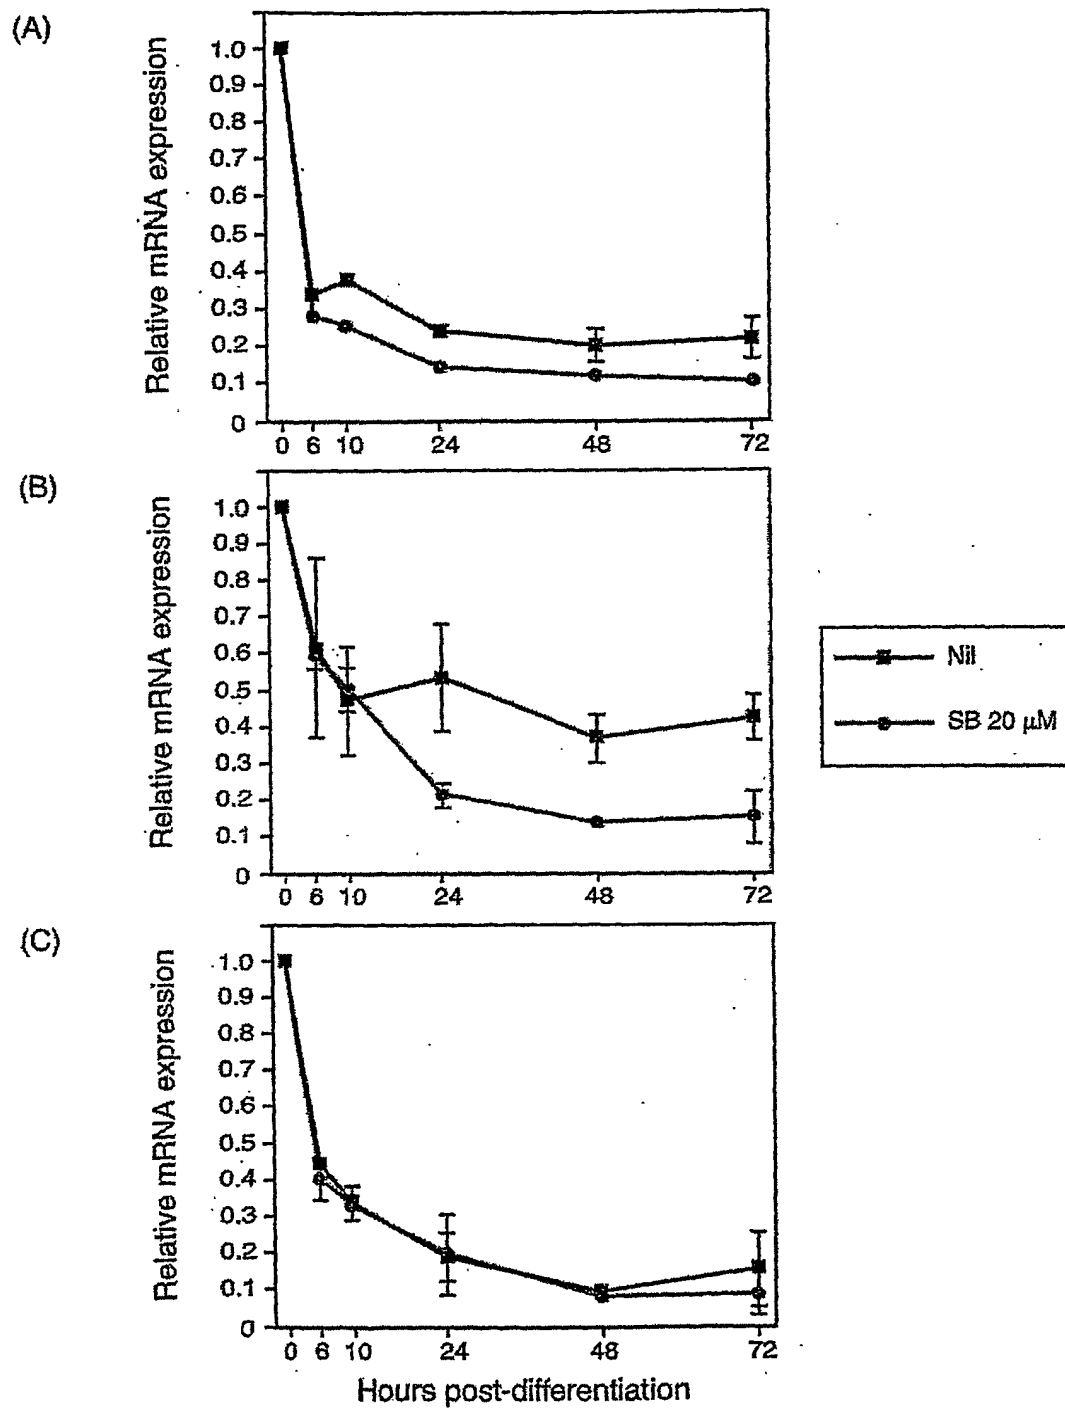 (A)
Relative mRNA expression
1.0
0.9
0.8
0.7
0.6
0.5
0.4
0.3
0.2
0.1
0
0 6 10 24 48 72
(B)
Relative mRNA expression
1.0
0.9
0.8
0.7
0.6
0.5
0.4
0.3
0.2
0.1
0
0 6 10 24 48 72
Nil
SB 20 μM
(C)
Relative mRNA expression
1.0
0.9
0.8
0.7
0.6
0.5
0.4
0.3
0.2
0.1
0
0 6 10 24 48 72
Hours post-differentiation